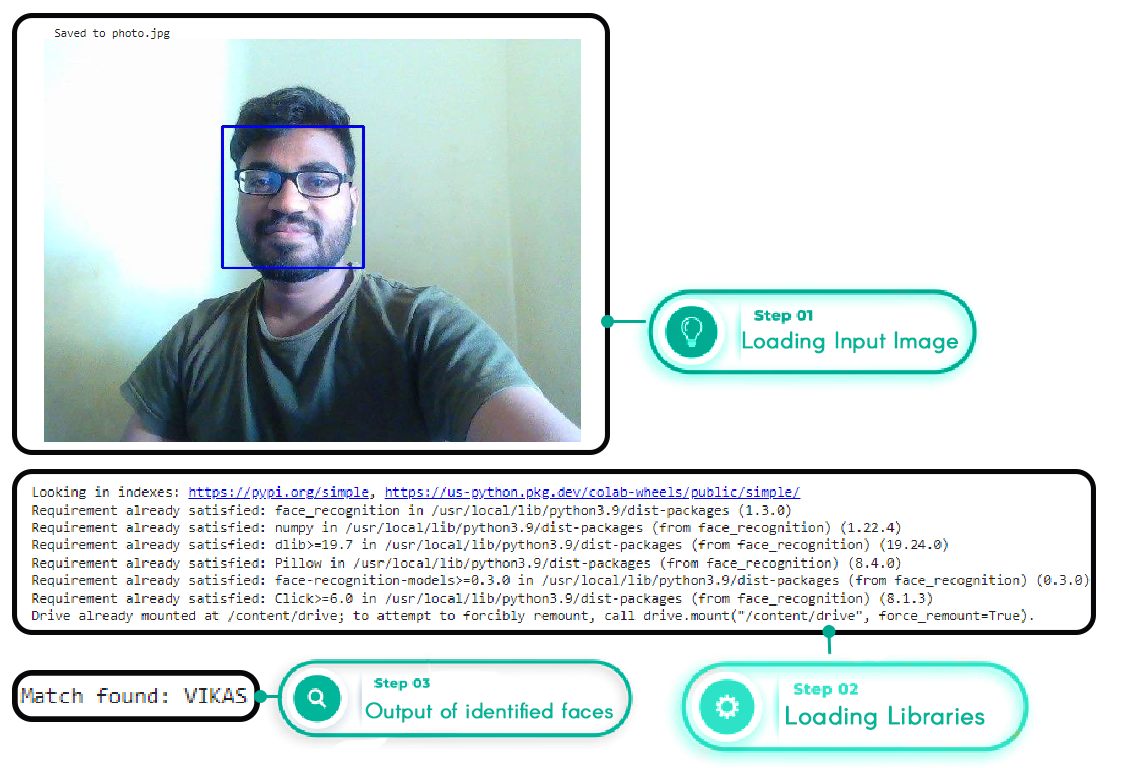 Saved to photo.jpg
Step 01
Loading Input Image
Looking in indexes: https://pypi.org/simple, https://us-python.pkg.dev/colab-wheels/public/simple/
Requirement already satisfied: face_recognition in /usr/local/lib/python3.9/dist-packages (1.3.0)
Requirement already satisfied: numpy in /usr/local/lib/python3.9/dist-packages (from face_recognition) (1.22.4)
Requirement already satisfied: dlib>=19.7 in /usr/local/lib/python3.9/dist-packages (from face_recognition) (19.24.0)
Requirement already satisfied: Pillow in /usr/local/lib/python3.9/dist-packages (from face_recognition) (8.4.0)
Requirement already satisfied: face-recognition-models>=0.3.0 in /usr/local/lib/python3.9/dist-packages (from face_recognition) (0.3.0)
Requirement already satisfied: Click>=6.0 in /usr/local/lib/python3.9/dist-packages (from face_recognition) (8.1.3)
Drive already mounted at /content/drive; to attempt to forcibly remount, call drive.mount("/content/drive", force_remount=True).
Step 02
Loading Libraries
Match found: VIKAS
Step 03
Output of identified faces